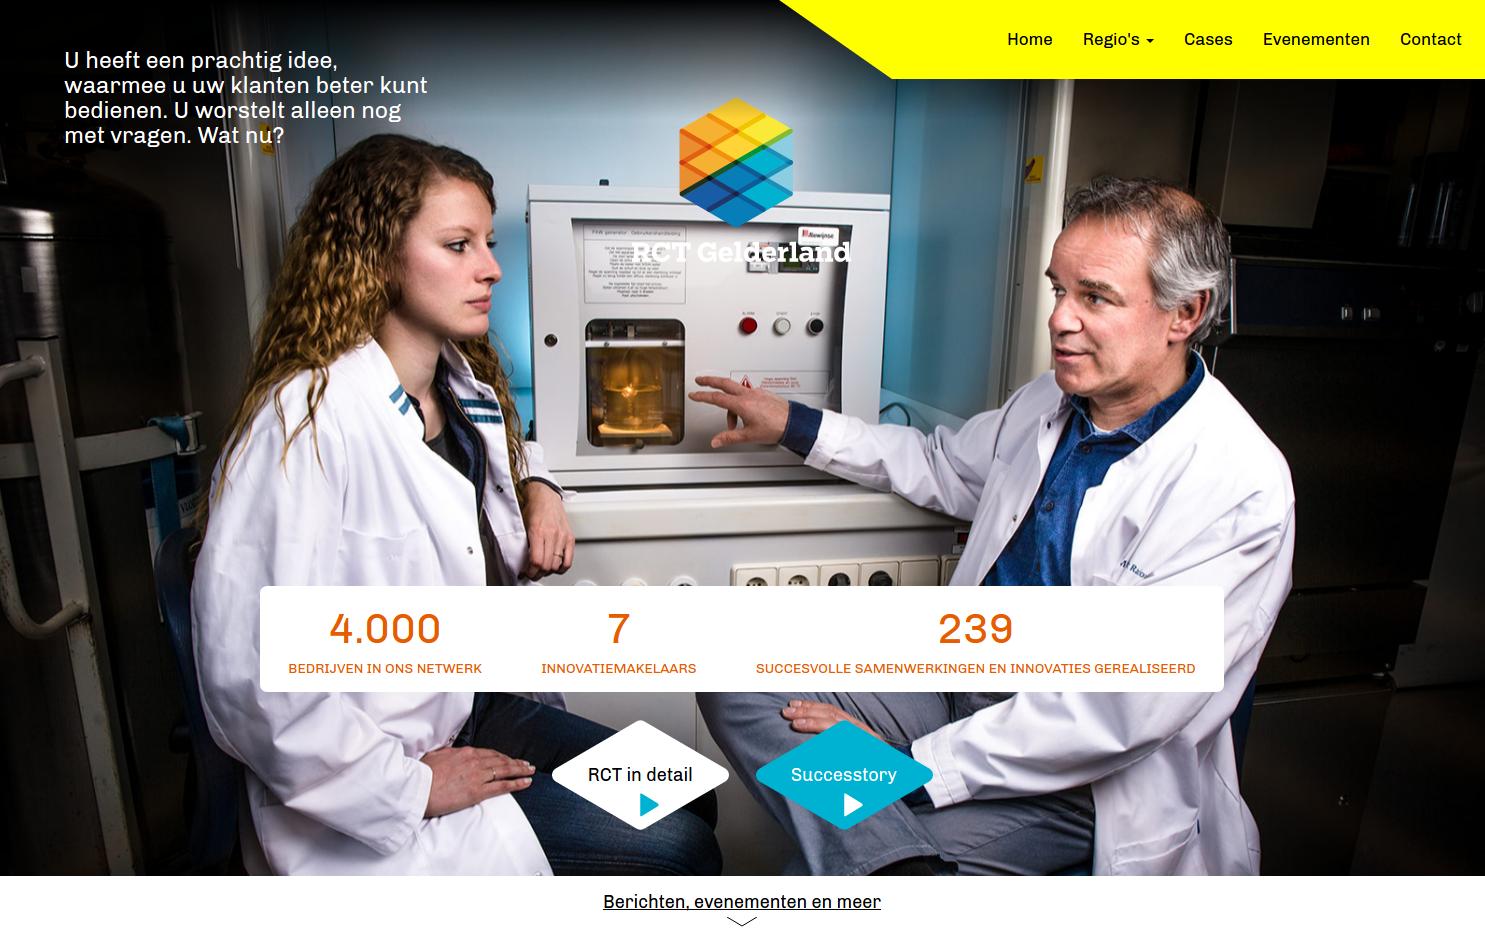 U heeft een prachtig idee,
waarmee u uw klanten beter kunt
bedienen. U worstelt alleen nog
met vragen. Wat nu?
Home Regio's Cases Evenementen Contact
RCT Gelderland
4.000 7 239
BEDRIJVEN IN ONS NETWERK INNOVATIEMAKELAARS SUCCESVOLLE SAMENWERKINGEN EN INNOVATIES GEREALISEERD
RCT in detail Successtory
Berichten, evenementen en meer